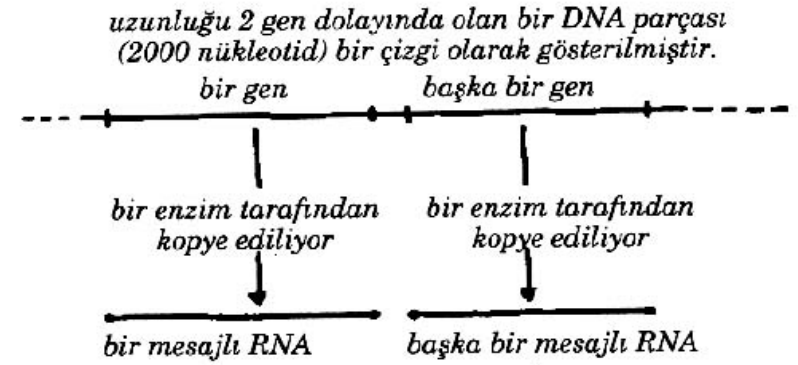 uzunluğu 2 gen dolayında olan bir DNA parçası
(2000 nükleotid) bir çizgi olarak gösterilmiştir.
bir gen başka bir gen
bir enzim tarafından bir enzim tarafından
kopye ediliyor kopye ediliyor
bir mesajlı RNA başka bir mesajlı RNA